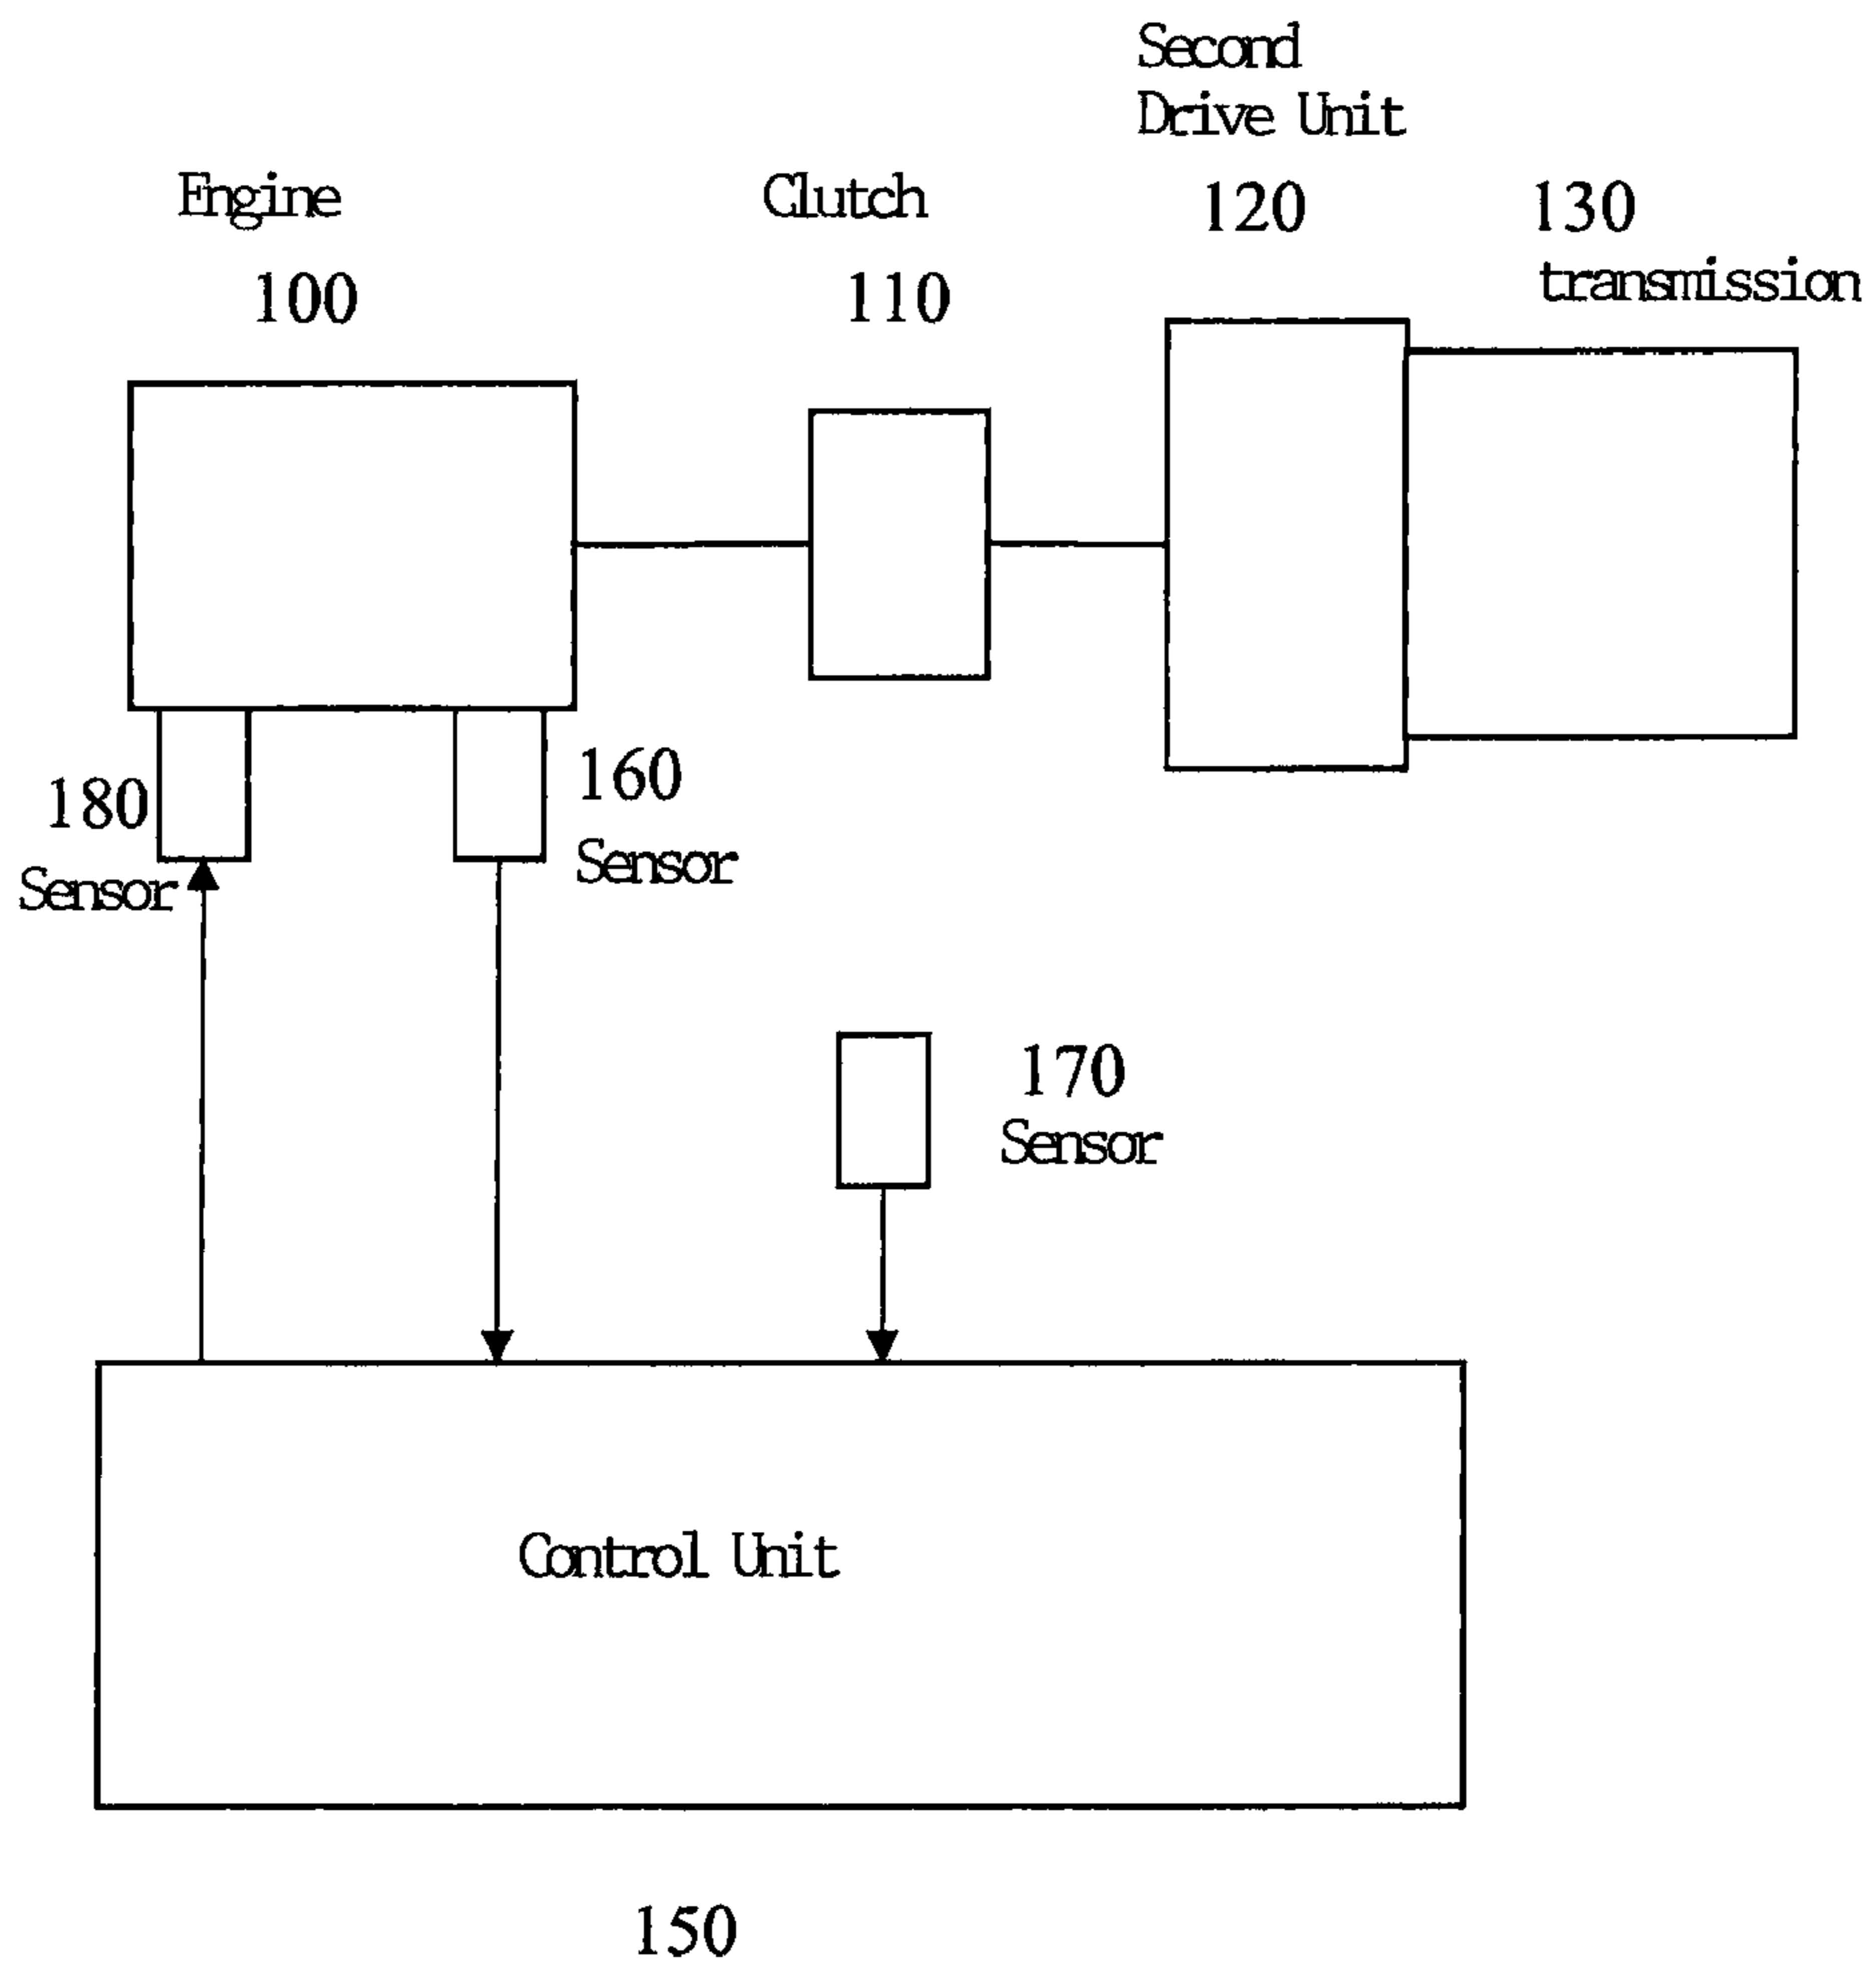 Second
Drive Unit
120
Engine
100
Clutch
110
130
transmission
180
Sensor
160
Sensor
170
Sensor
Control Unit
150